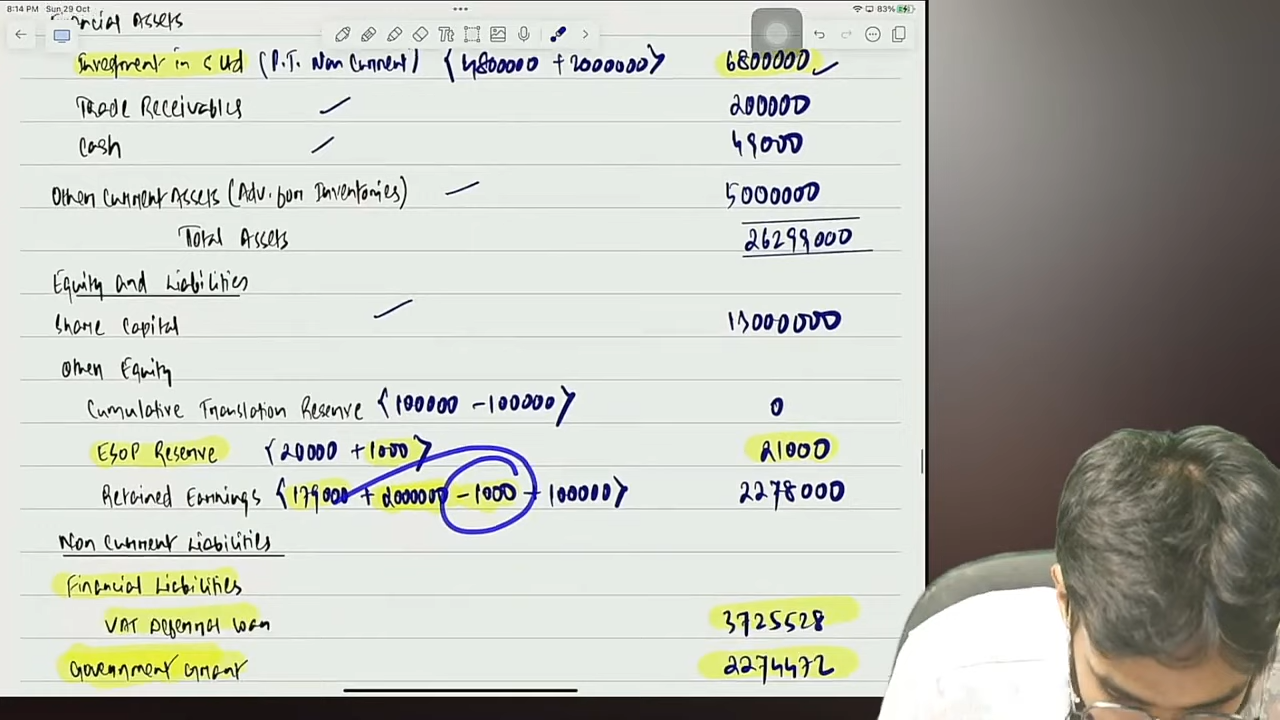 8:14 PM Sun 29 Oct 83%
Financial Assets
Investment in S Ltd (P.T. Non Current) {4800000 + 2000000} 6800000
Trade Receivables 200000
Cash 49000
Other Current Assets (Adv. for Inventories) 5000000
Total Assets 26299000
Equity and Liabilities
Share Capital 13000000
Other Equity
Cumulative Translation Reserve {100000 - 100000} 0
ESOP Reserve {20000 + 1000} 21000
Retained Earnings {179000 + 2000000 - 1000 + 100000} 2278000
Non Current Liabilities
Financial Liabilities
VAT Deferral loan 3725528
Government Grant 2274472